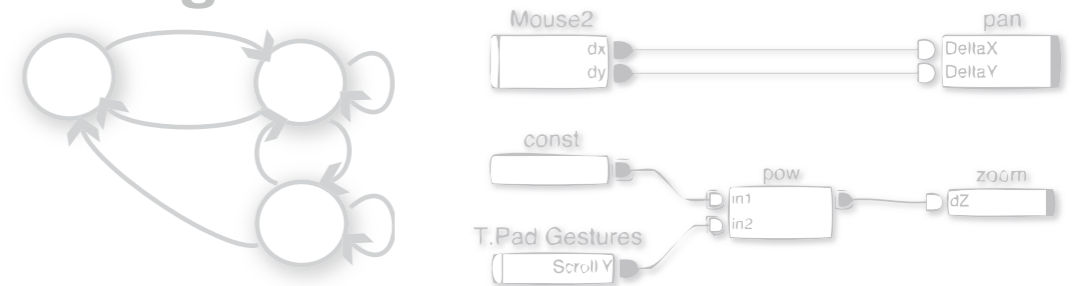 Mouse2
dx
dy
pan
DeltaX
DeltaY
const
pow
in1
in2
zoom
dZ
T.Pad Gestures
Scroll Y